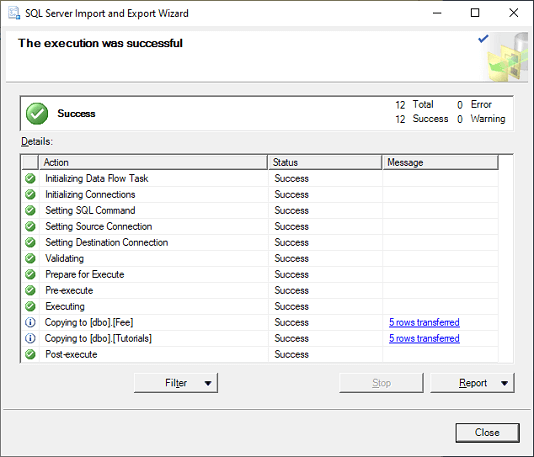 SQL Server Import and Export Wizard
The execution was successful
Success
12 Total 0 Error
12 Success 0 Warning
Details:
Action Status Message
Initializing Data Flow Task Success
Initializing Connections Success
Setting SQL Command Success
Setting Source Connection Success
Setting Destination Connection Success
Validating Success
Prepare for Execute Success
Pre-execute Success
Executing Success
Copying to [dbo].[Fee] Success 5 rows transferred
Copying to [dbo].[Tutorials] Success 5 rows transferred
Post-execute Success
Filter Stop Report
Close